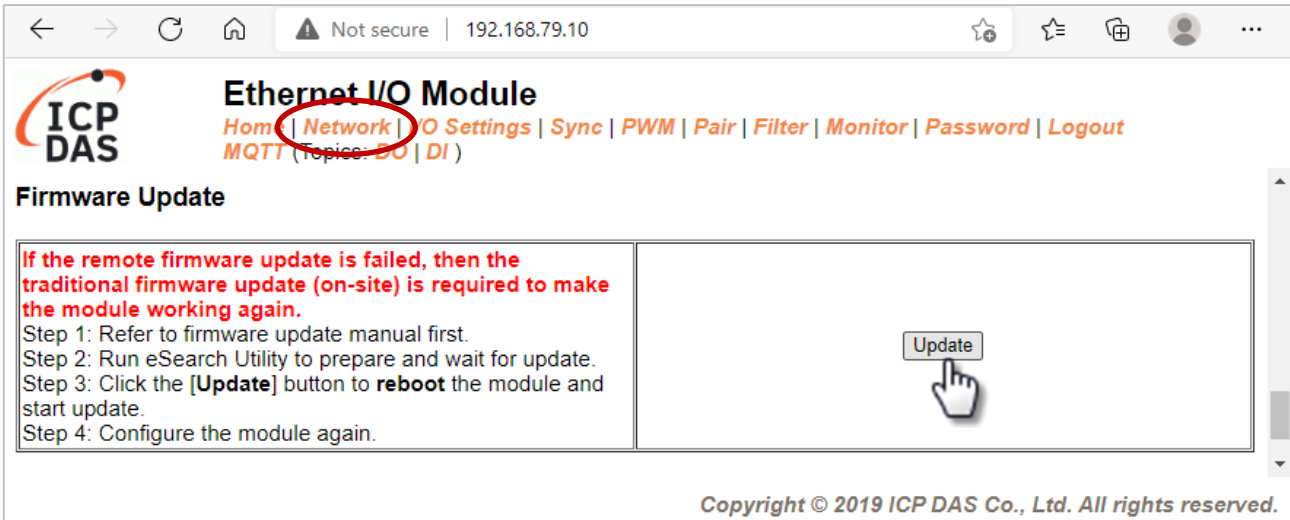 Not secure | 192.168.79.10
ICP
DAS
Ethernet I/O Module
Home | Network | I/O Settings | Sync | PWM | Pair | Filter | Monitor | Password | Logout
MQTT (Topics: DO | DI )
Firmware Update
If the remote firmware update is failed, then the
traditional firmware update (on-site) is required to make
the module working again.
Step 1: Refer to firmware update manual first.
Step 2: Run eSearch Utility to prepare and wait for update.
Step 3: Click the [Update] button to reboot the module and
start update.
Step 4: Configure the module again.
Update
Copyright © 2019 ICP DAS Co., Ltd. All rights reserved.